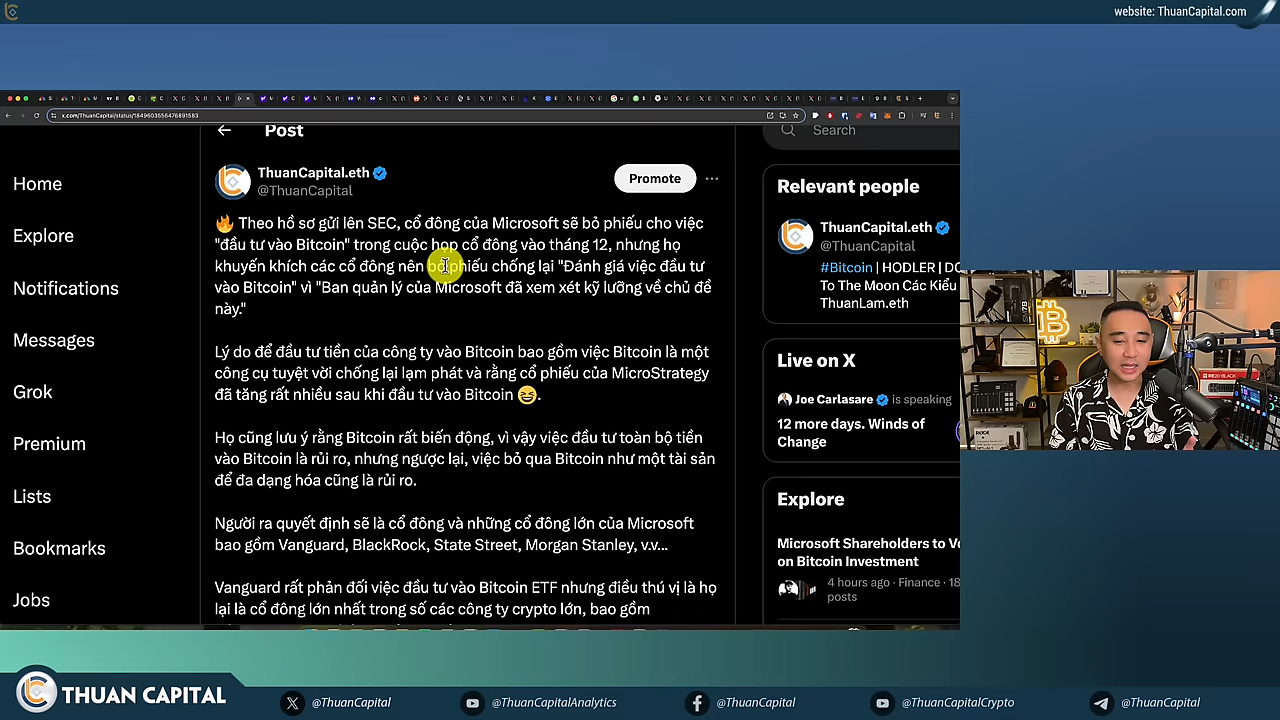 website: ThuanCapital.com
x.com/ThuanCapital/status/1849603556476891583
Post
Search
Home
Explore
Notifications
Messages
Grok
Premium
Lists
Bookmarks
Jobs
ThuanCapital.eth
@ThuanCapital
Promote
🔥 Theo hồ sơ gửi lên SEC, cổ đông của Microsoft sẽ bỏ phiếu cho việc
"đầu tư vào Bitcoin" trong cuộc họp cổ đông vào tháng 12, nhưng họ
khuyến khích các cổ đông nên bỏ phiếu chống lại "Đánh giá việc đầu tư
vào Bitcoin" vì "Ban quản lý của Microsoft đã xem xét kỹ lưỡng về chủ đề
này."
Lý do để đầu tư tiền của công ty vào Bitcoin bao gồm việc Bitcoin là một
công cụ tuyệt vời chống lại lạm phát và rằng cổ phiếu của MicroStrategy
đã tăng rất nhiều sau khi đầu tư vào Bitcoin 😆.
Họ cũng lưu ý rằng Bitcoin rất biến động, vì vậy việc đầu tư toàn bộ tiền
vào Bitcoin là rủi ro, nhưng ngược lại, việc bỏ qua Bitcoin như một tài sản
để đa dạng hóa cũng là rủi ro.
Người ra quyết định sẽ là cổ đông và những cổ đông lớn của Microsoft
bao gồm Vanguard, BlackRock, State Street, Morgan Stanley, v.v...
Vanguard rất phản đối việc đầu tư vào Bitcoin ETF nhưng điều thú vị là họ
lại là cổ đông lớn nhất trong số các công ty crypto lớn, bao gồm
Relevant people
ThuanCapital.eth
@ThuanCapital
#Bitcoin | HODLER | DO
To The Moon Các Kiểu
ThuanLam.eth
Live on X
Joe Carlasare is speaking
12 more days. Winds of
Change
Explore
Microsoft Shareholders to Vo
on Bitcoin Investment
4 hours ago · Finance · 18
posts
RE20 BLACK
THUAN CAPITAL
@ThuanCapital
@ThuanCapitalAnalytics
@ThuanCapital
@ThuanCapitalCrypto
@ThuanCapital